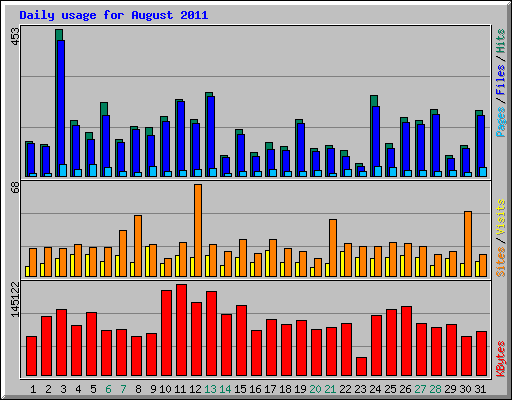 Daily usage for August 2011
453
Pages / Files / Hits
68
Sites / Visits
145122
KBytes
1 2 3 4 5 6 7 8 9 10 11 12 13 14 15 16 17 18 19 20 21 22 23 24 25 26 27 28 29 30 31